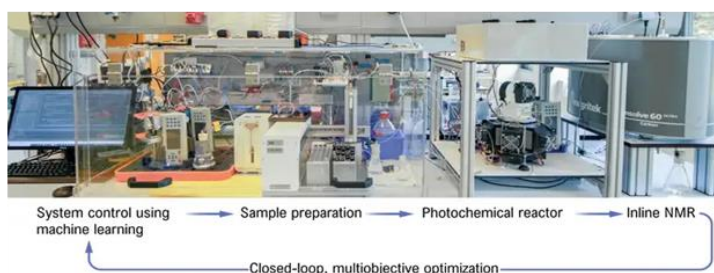 System control using
machine learning
Sample preparation
Photochemical reactor
Inline NMR
Closed-loop, multiobjective optimization